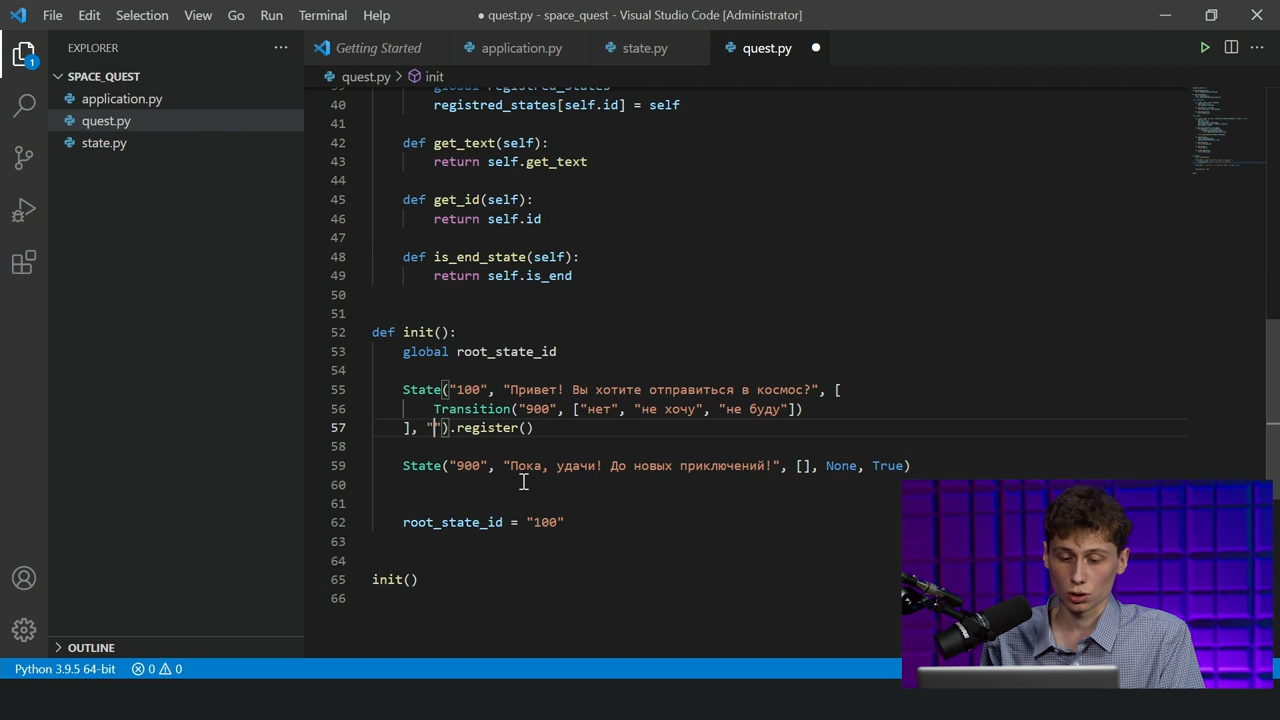 File Edit Selection View Go Run Terminal Help
● quest.py - space_quest - Visual Studio Code [Administrator]
EXPLORER
Getting Started
application.py
state.py
quest.py
SPACE_QUEST
quest.py > init
application.py
quest.py
state.py
1
39 global registred_states
40 registred_states[self.id] = self
41
42 def get_text(self):
43 return self.get_text
44
45 def get_id(self):
46 return self.id
47
48 def is_end_state(self):
49 return self.is_end
50
51
52 def init():
53 global root_state_id
54
55 State("100", "Привет! Вы хотите отправиться в космос?", [
56 Transition("900", ["нет", "не хочу", "не буду"])
57 ], "").register()
58
59 State("900", "Пока, удачи! До новых приключений!", [], None, True)
60
61
62 root_state_id = "100"
63
64
65 init()
66
OUTLINE
Python 3.9.5 64-bit 0 0